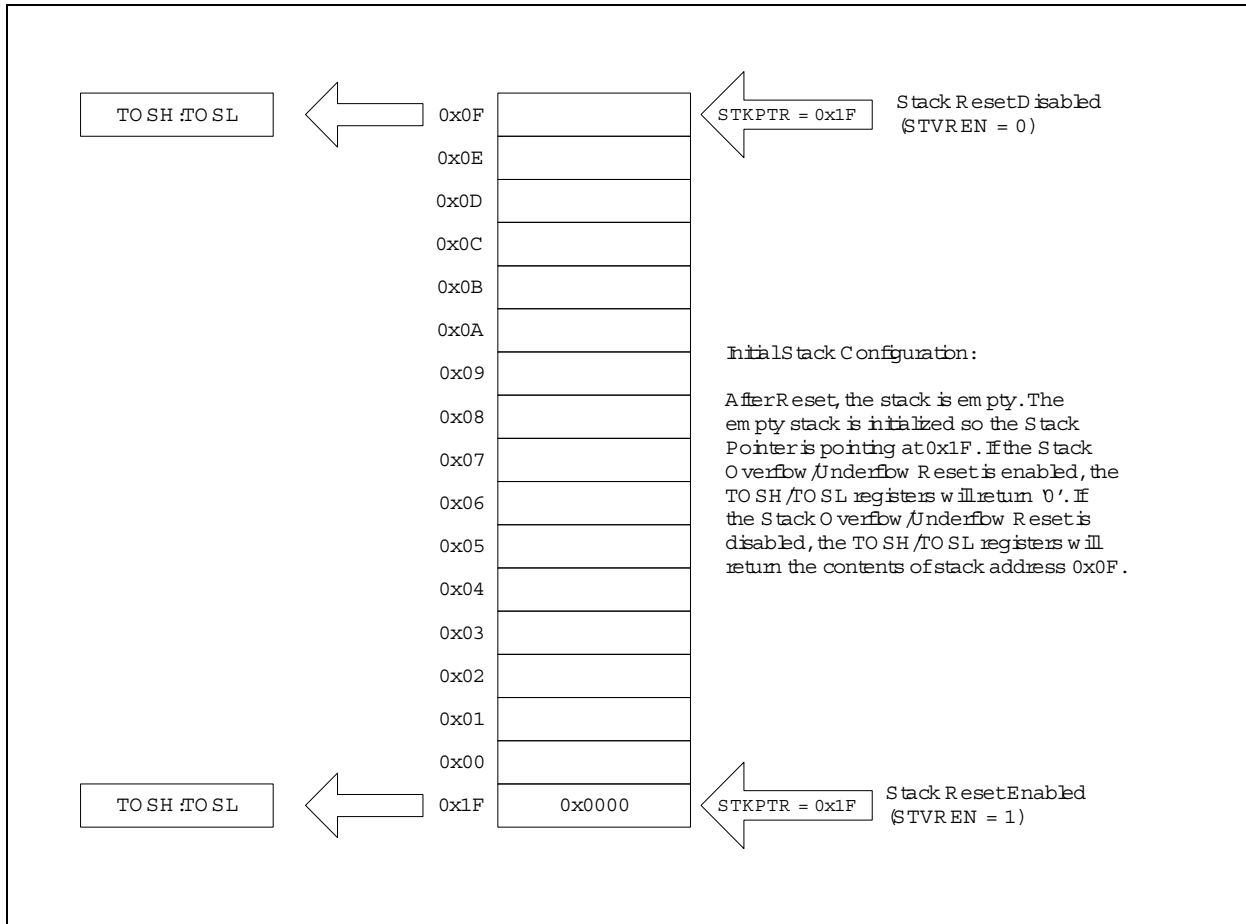 TOSH:TOSL
0x0F
STKPTR = 0x1F
Stack Reset Disabled
(STVREN = 0)
0x0E
0x0D
0x0C
0x0B
0x0A
0x09
0x08
0x07
0x06
0x05
0x04
0x03
0x02
0x01
0x00
Initial Stack Configuration:
After Reset, the stack is empty. The
empty stack is initialized so the Stack
Pointer is pointing at 0x1F. If the Stack
Overflow/Underflow Reset is enabled, the
TOSH/TOSL registers will return '0'. If
the Stack Overflow/Underflow Reset is
disabled, the TOSH/TOSL registers will
return the contents of stack address 0x0F.
TOSH:TOSL
0x1F
0x0000
STKPTR = 0x1F
Stack Reset Enabled
(STVREN = 1)